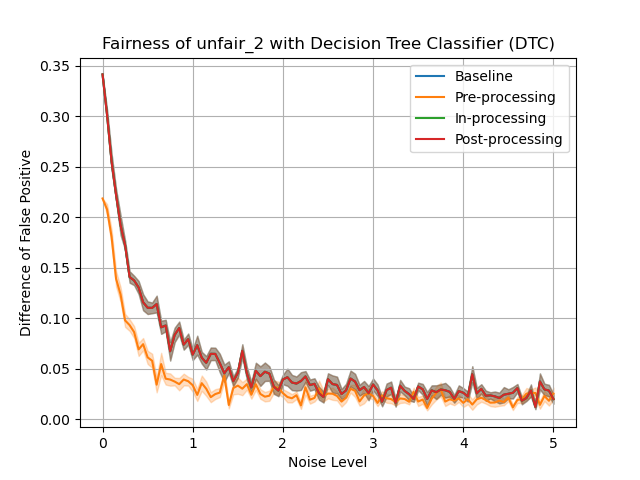 Fairness of unfair_2 with Decision Tree Classifier (DTC)
Baseline
Pre-processing
In-processing
Post-processing
Difference of False Positive
0.35
0.30
0.25
0.20
0.15
0.10
0.05
0.00
0 1 2 3 4 5
Noise Level